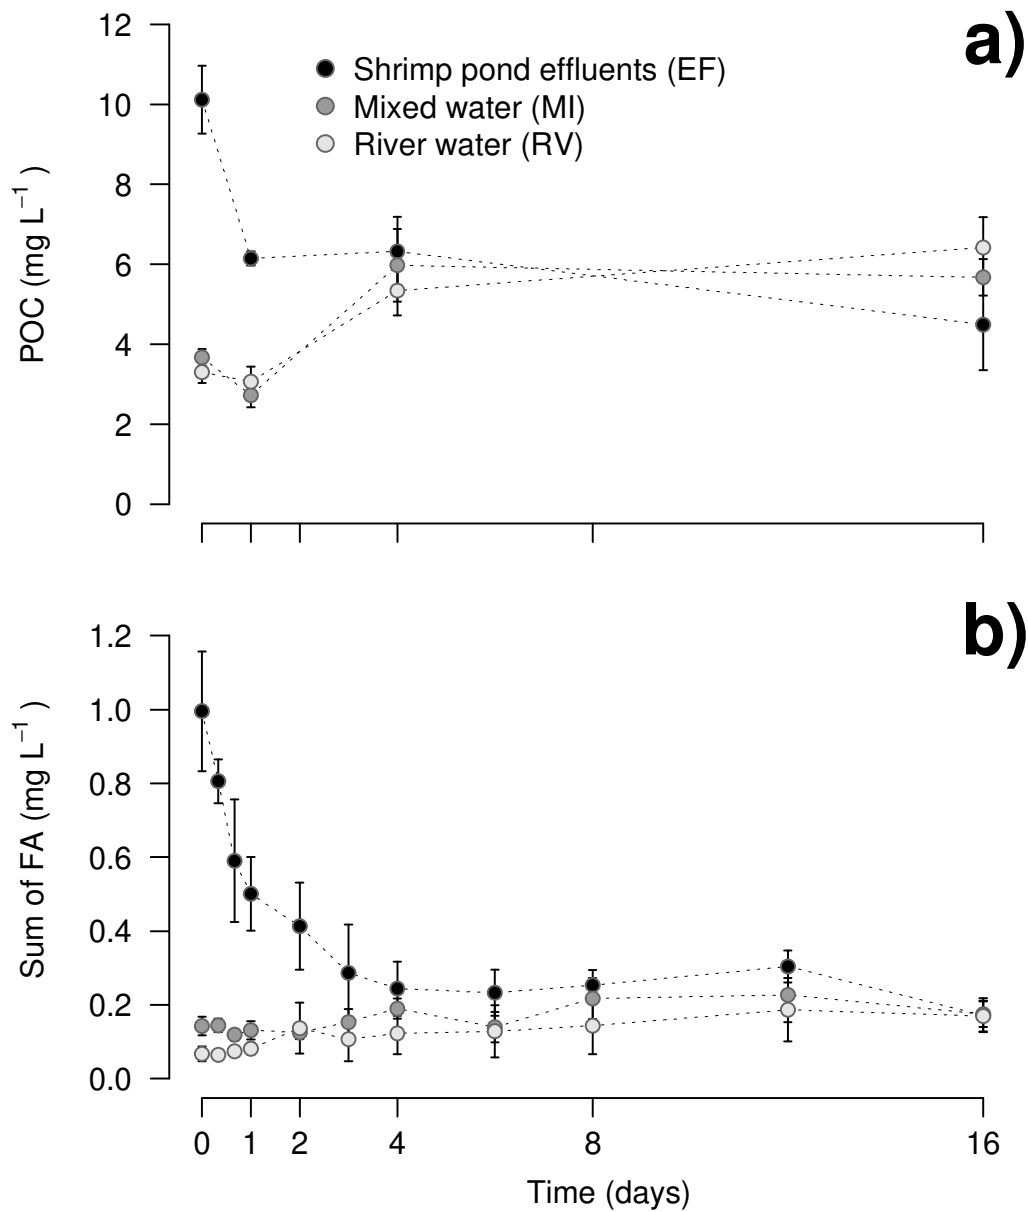 a)
12
10
8
6
4
2
0
POC (mg L⁻¹ )
Shrimp pond effluents (EF)
Mixed water (MI)
River water (RV)
b)
1.2
1.0
0.8
0.6
0.4
0.2
0.0
Sum of FA (mg L⁻¹ )
0 1 2 4 8 16
Time (days)